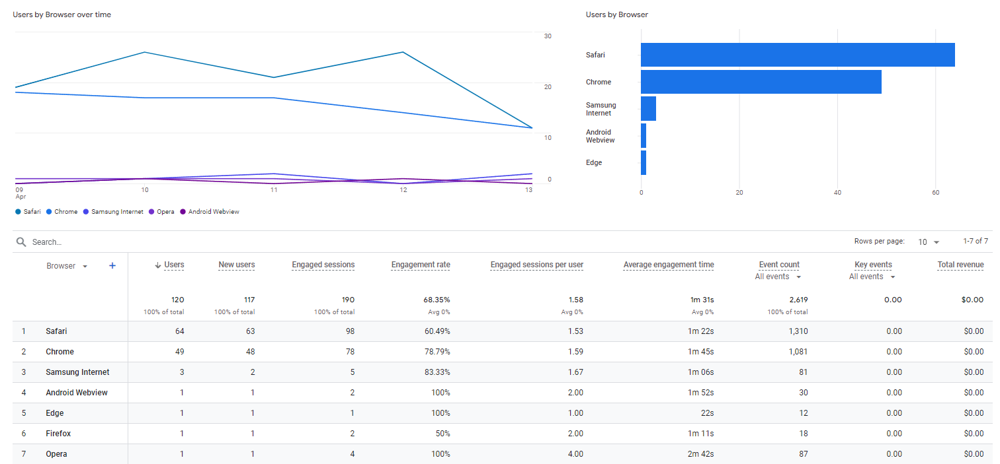 Users by Browser over time
30
20
10
0
09
Apr
10
11
12
13
Safari
Chrome
Samsung Internet
Opera
Android Webview
Users by Browser
Safari
Chrome
Samsung
Internet
Android
Webview
Edge
0
20
40
60
Search...
Rows per page: 10 1-7 of 7
Browser + Users New users Engaged sessions Engagement rate Engaged sessions per user Average engagement time Event count Key events Total revenue
All events All events
120 117 190 68.35% 1.58 1m 31s 2,619 0.00 $0.00
100% of total 100% of total 100% of total Avg 0% Avg 0% Avg 0% 100% of total
1 Safari 64 63 98 60.49% 1.53 1m 22s 1,310 0.00 $0.00
2 Chrome 49 48 78 78.79% 1.59 1m 45s 1,081 0.00 $0.00
3 Samsung Internet 3 2 5 83.33% 1.67 1m 06s 81 0.00 $0.00
4 Android Webview 1 1 2 100% 2.00 1m 52s 30 0.00 $0.00
5 Edge 1 1 1 100% 1.00 22s 12 0.00 $0.00
6 Firefox 1 1 2 50% 2.00 1m 11s 18 0.00 $0.00
7 Opera 1 1 4 100% 4.00 2m 42s 87 0.00 $0.00